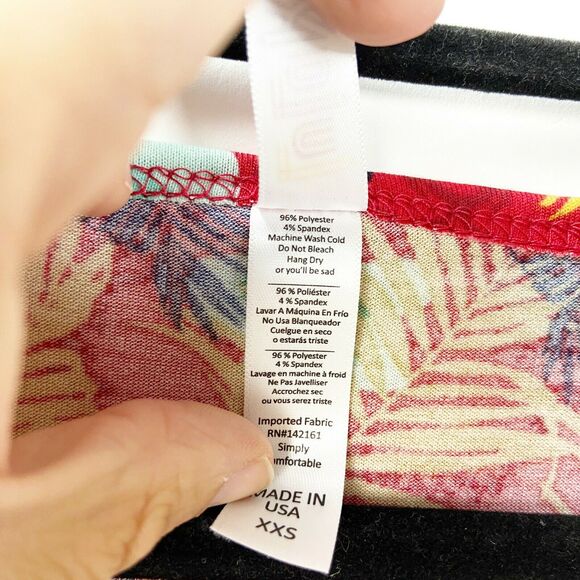 96% Polyester
4% Spandex
Machine Wash Cold
Do Not Bleach
Hang Dry
or you'll be sad
96 % Poliéster
4 % Spandex
Lavar A Máquina En Frío
No Usa Blanqueador
Cuelgue en seco
o estarás triste
96 % Polyester
4% Spandex
Lavage en machine à froid
Ne Pas Javelliser
Accrochez sec
ou vous serez triste
Imported Fabric
RN#142161
Simply
omfortable
MADE IN
USA
XXS